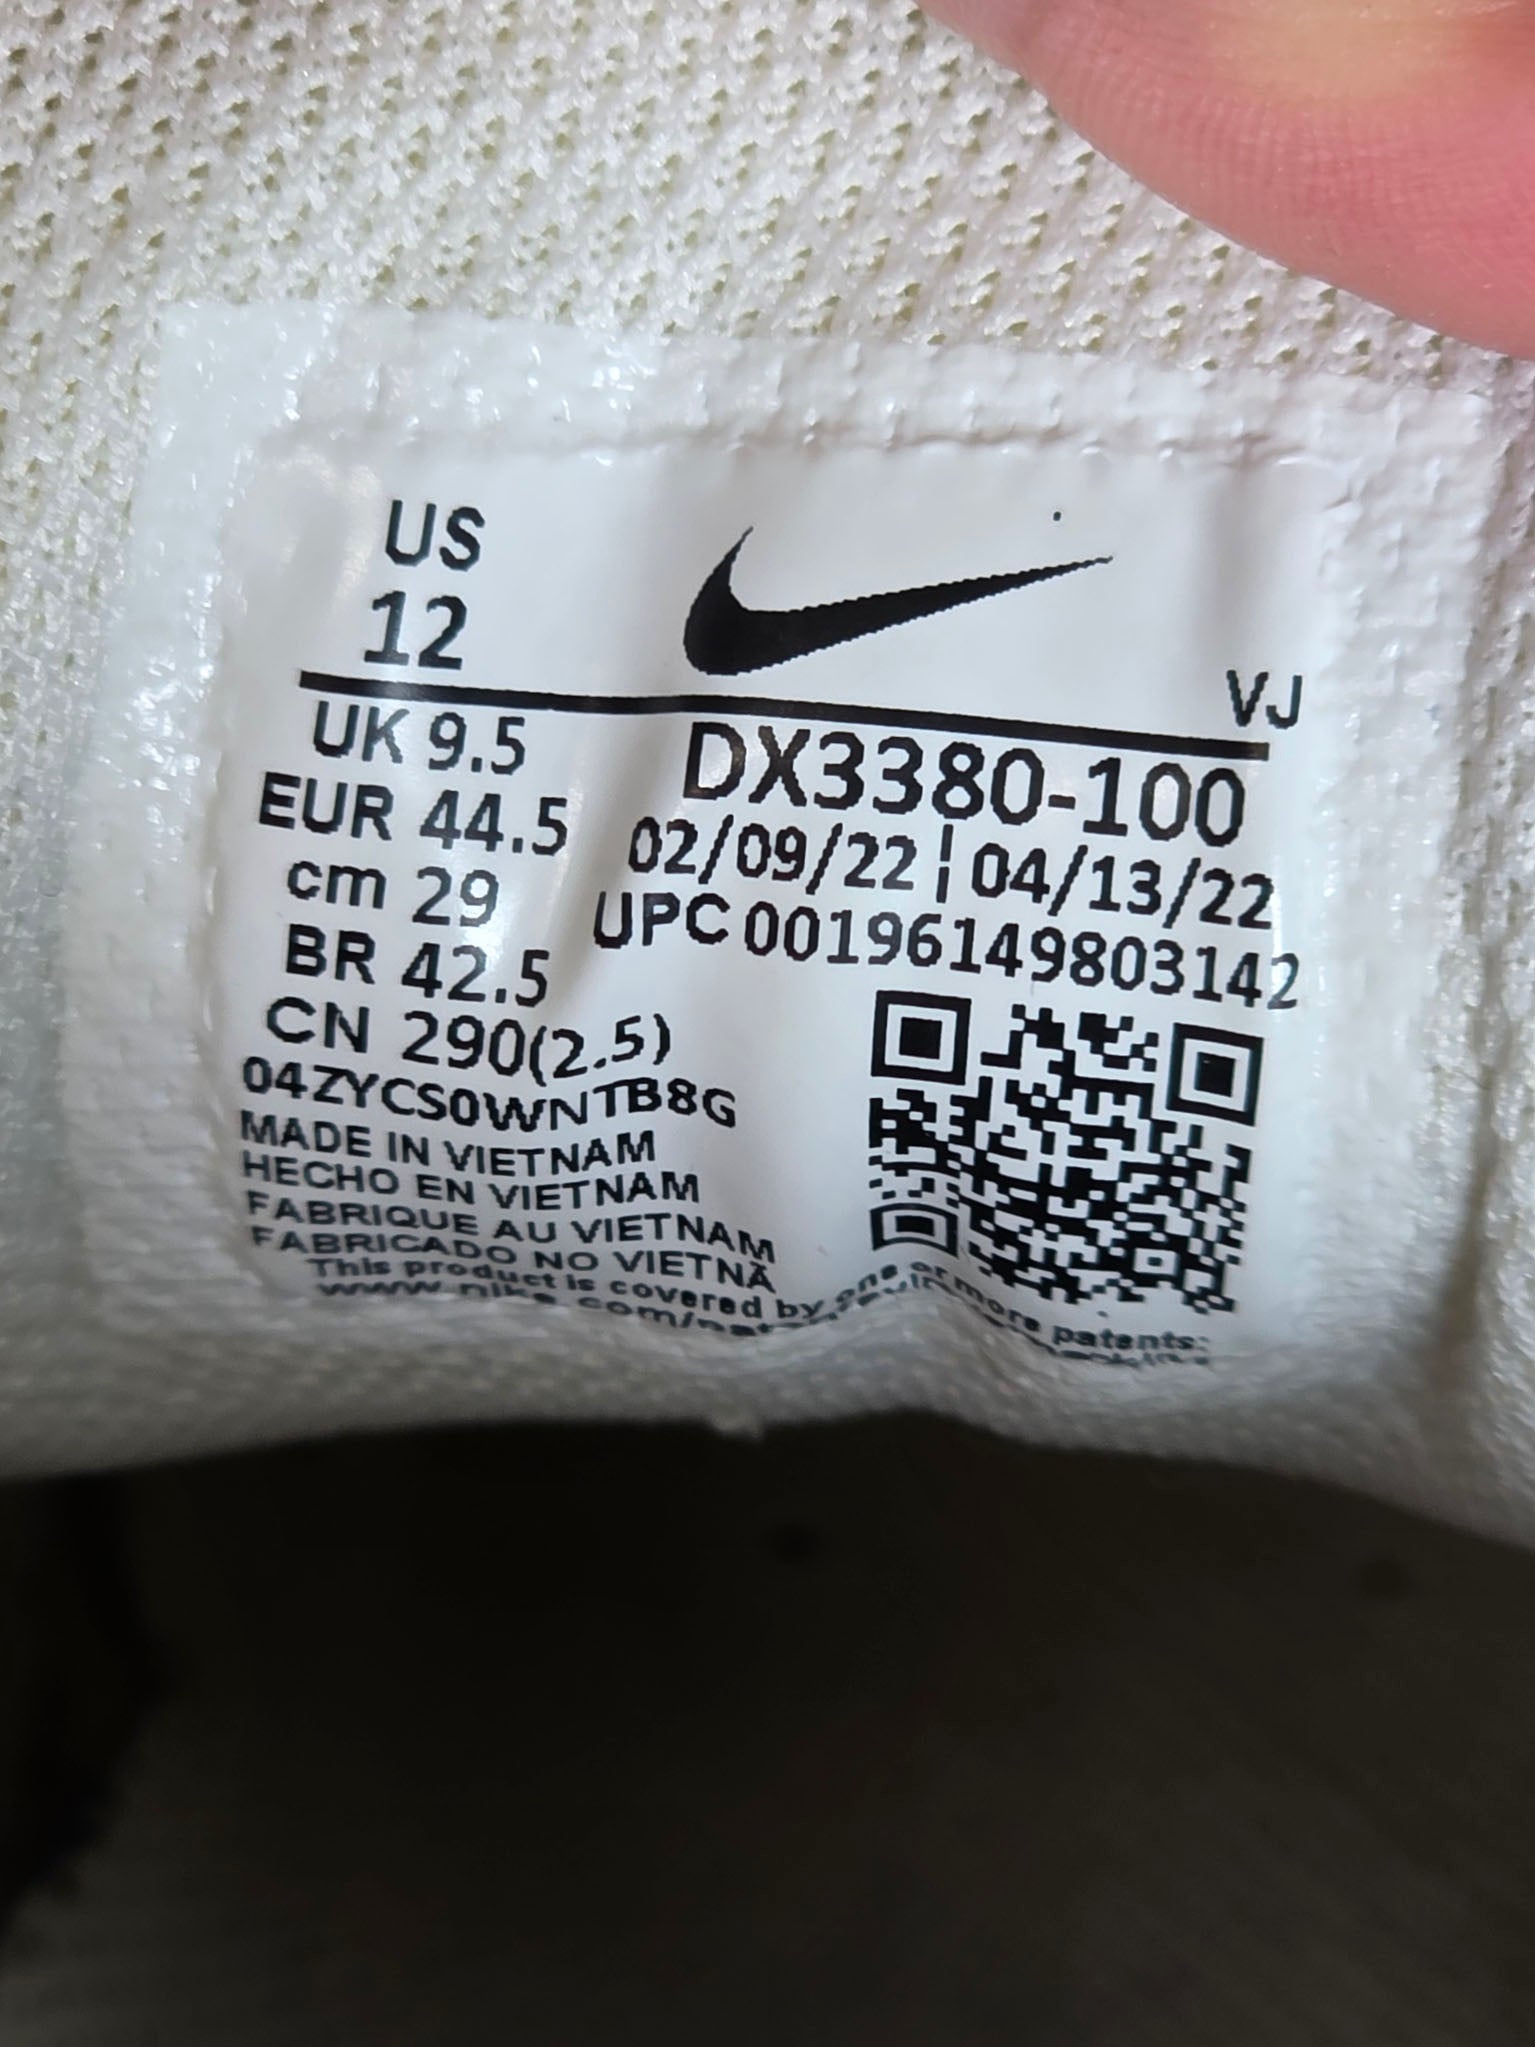 US
12
VJ
UK 9.5
EUR 44.5
cm 29
BR 42.5
CN 290(2.5)
DX3380-100
02/09/22 ¦ 04/13/22
UPC 00196149803142
04ZYCS0WNTB8G
MADE IN VIETNAM
HECHO EN VIETNAM
FABRIQUE AU VIETNAM
FABRICADO NO VIETNÃ
This product is covered by one or more patents: